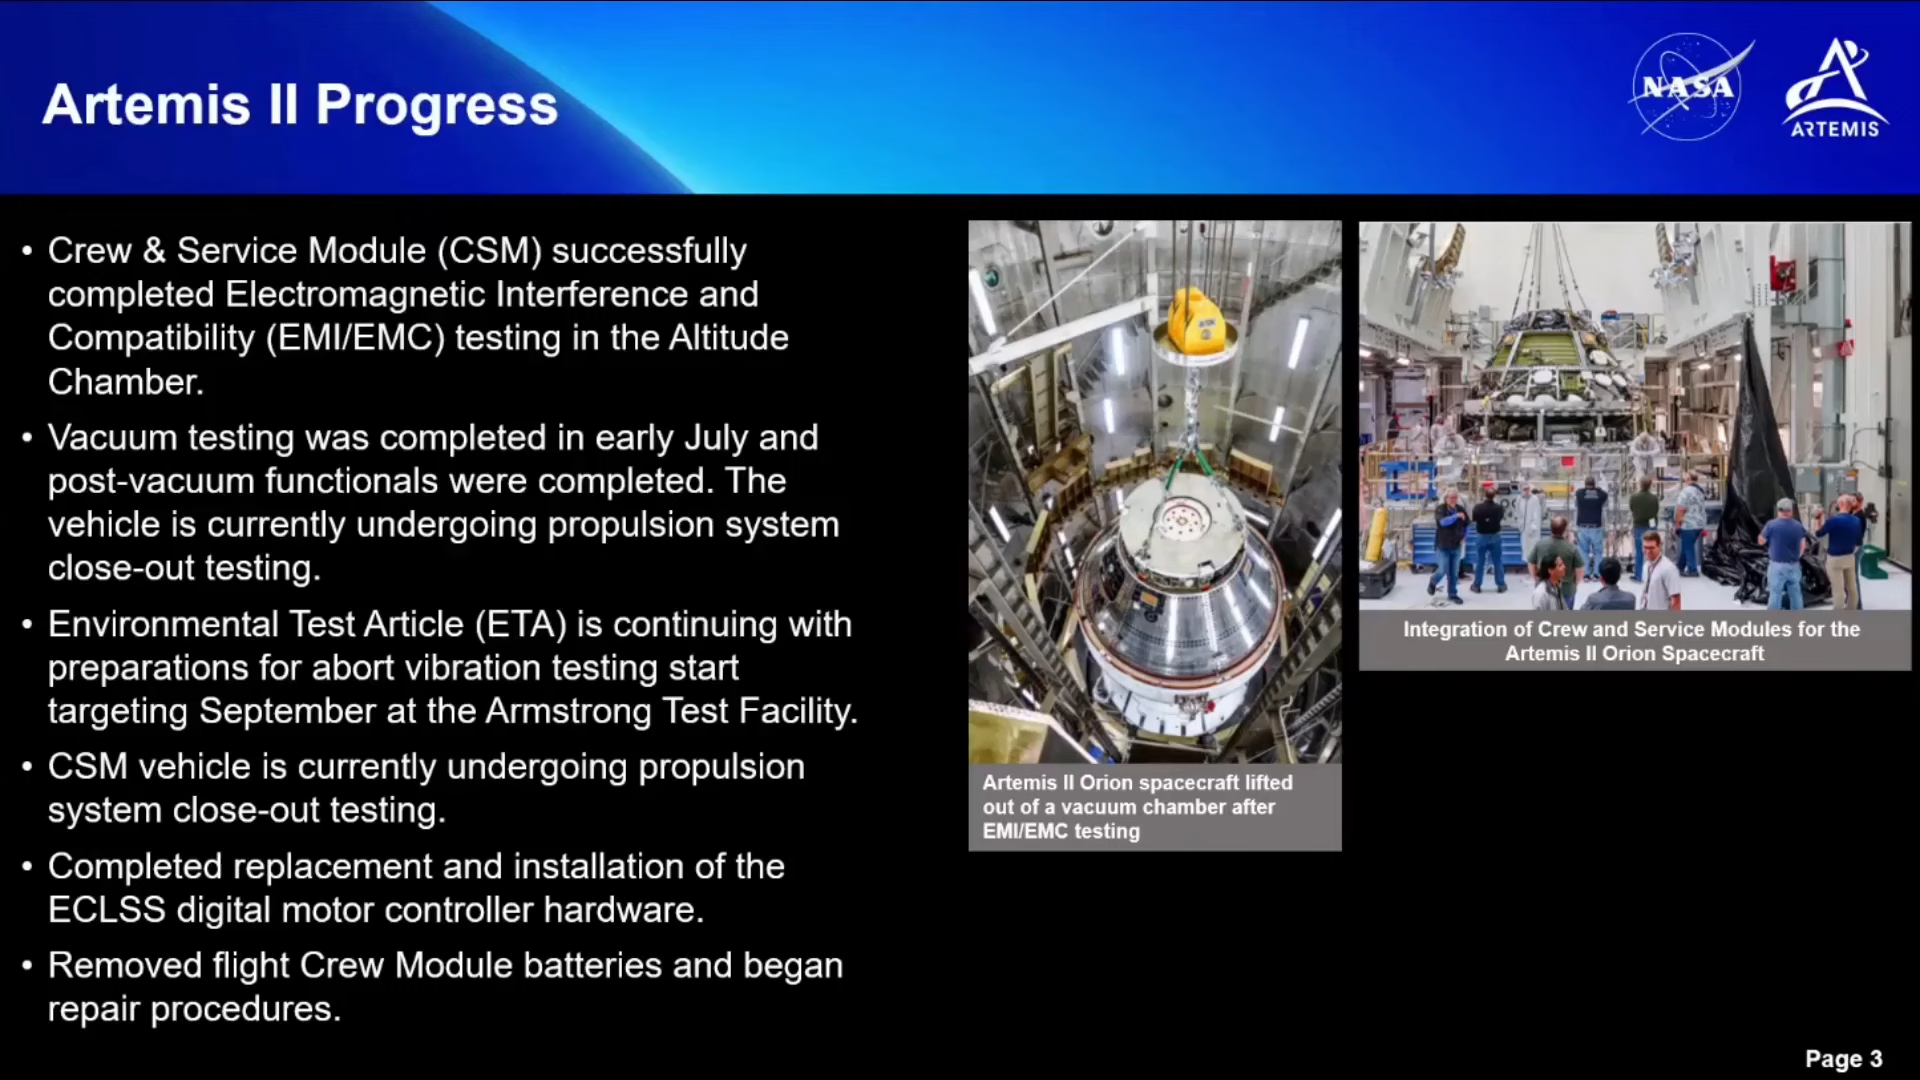 Artemis II Progress
NASA
ARTEMIS
• Crew & Service Module (CSM) successfully
completed Electromagnetic Interference and
Compatibility (EMI/EMC) testing in the Altitude
Chamber.
• Vacuum testing was completed in early July and
post-vacuum functionals were completed. The
vehicle is currently undergoing propulsion system
close-out testing.
• Environmental Test Article (ETA) is continuing with
preparations for abort vibration testing start
targeting September at the Armstrong Test Facility.
• CSM vehicle is currently undergoing propulsion
system close-out testing.
• Completed replacement and installation of the
ECLSS digital motor controller hardware.
• Removed flight Crew Module batteries and began
repair procedures.
Artemis II Orion spacecraft lifted
out of a vacuum chamber after
EMI/EMC testing
Integration of Crew and Service Modules for the
Artemis II Orion Spacecraft
Page 3